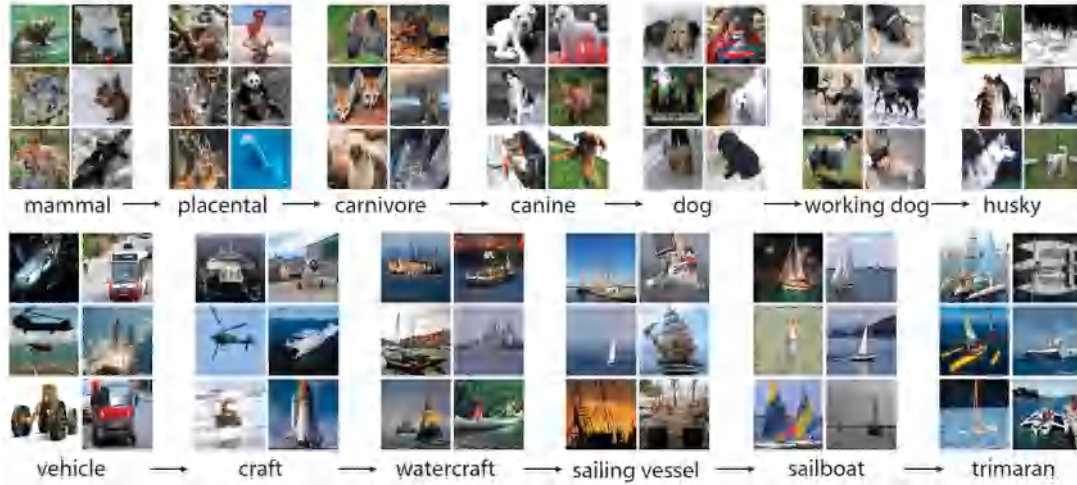 mammal → placental → carnivore → canine → dog → working dog → husky
vehicle → craft → watercraft → sailing vessel → sailboat → trimaran